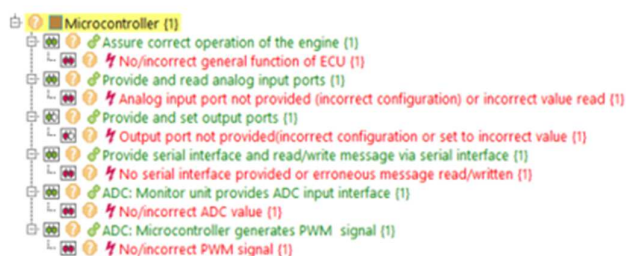 Microcontroller {1}
Assure correct operation of the engine {1}
No/incorrect general function of ECU {1}
Provide and read analog input ports {1}
Analog input port not provided (incorrect configuration) or incorrect value read {1}
Provide and set output ports {1}
Output port not provided(incorrect configuration or set to incorrect value {1}
Provide serial interface and read/write message via serial interface {1}
No serial interface provided or erroneous message read/written {1}
ADC: Monitor unit provides ADC input interface {1}
No/incorrect ADC value {1}
ADC: Microcontroller generates PWM signal {1}
No/incorrect PWM signal {1}